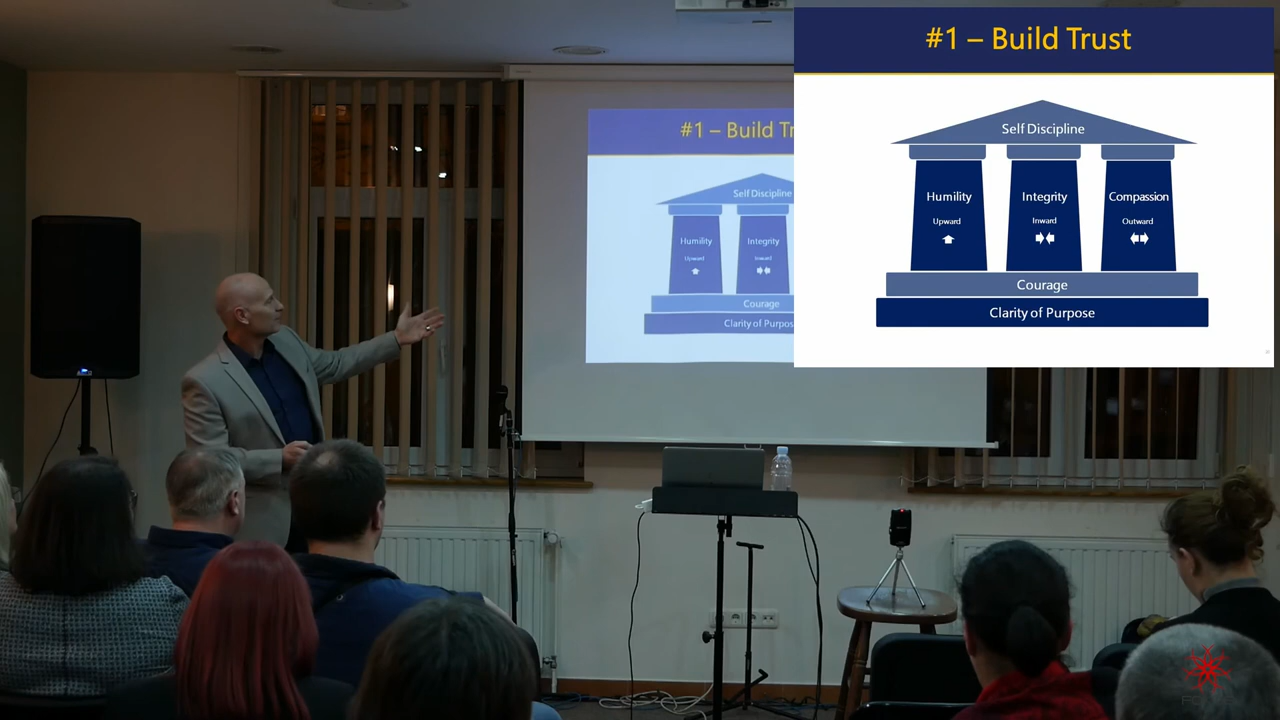 #1 – Build Trust
Self Discipline
Humility
Upward
Integrity
Inward
Compassion
Outward
Courage
Clarity of Purpose
#1 – Build Tr
Self Discipline
Humility
Upward
Integrity
Inward
Courage
Clarity of Purpos